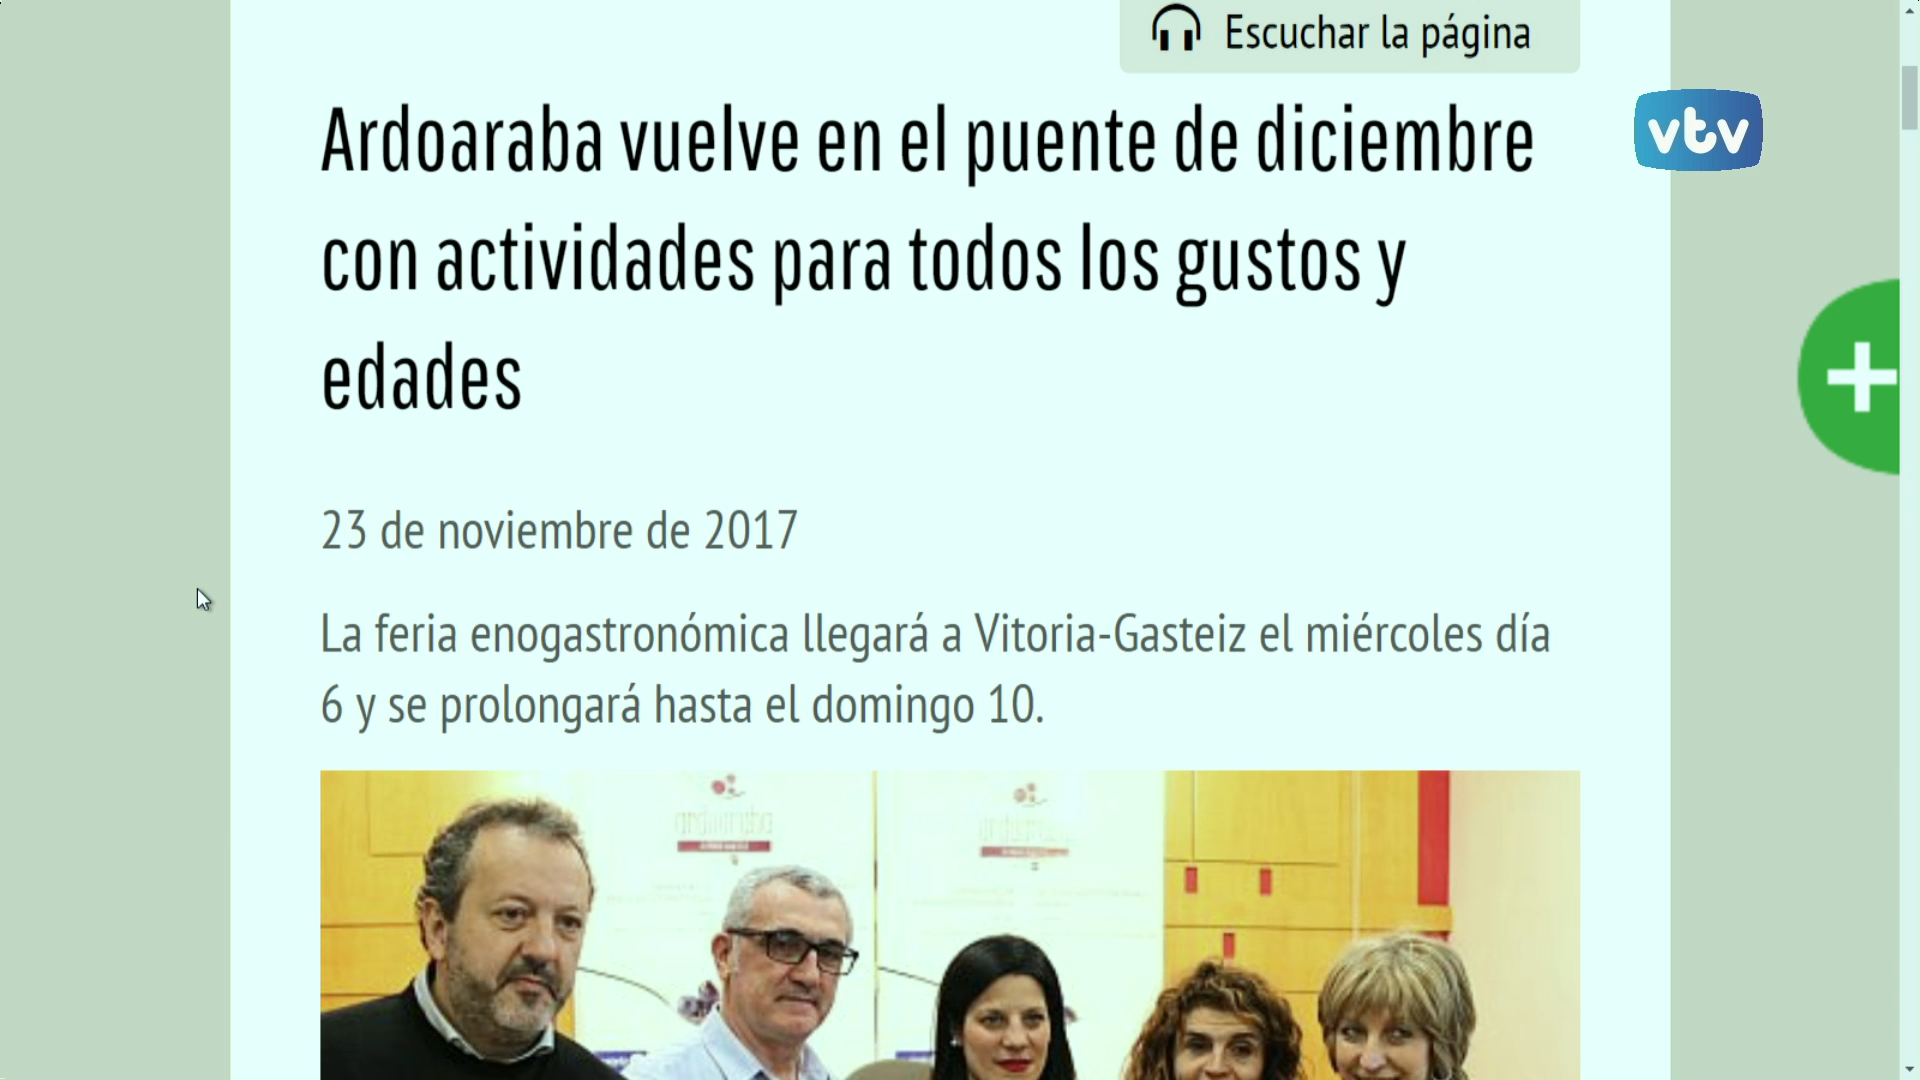 Escuchar la página
Ardoaraba vuelve en el puente de diciembre
con actividades para todos los gustos y
edades
vtv
23 de noviembre de 2017
La feria enogastronómica llegará a Vitoria-Gasteiz el miércoles día
6 y se prolongará hasta el domingo 10.